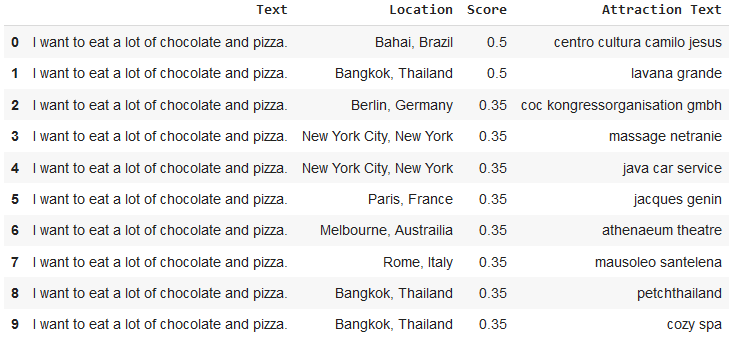 Text Location Score Attraction Text
0 I want to eat a lot of chocolate and pizza. Bahai, Brazil 0.5 centro cultura camilo jesus
1 I want to eat a lot of chocolate and pizza. Bangkok, Thailand 0.5 lavana grande
2 I want to eat a lot of chocolate and pizza. Berlin, Germany 0.35 coc kongressorganisation gmbh
3 I want to eat a lot of chocolate and pizza. New York City, New York 0.35 massage netranie
4 I want to eat a lot of chocolate and pizza. New York City, New York 0.35 java car service
5 I want to eat a lot of chocolate and pizza. Paris, France 0.35 jacques genin
6 I want to eat a lot of chocolate and pizza. Melbourne, Austrailia 0.35 athenaeum theatre
7 I want to eat a lot of chocolate and pizza. Rome, Italy 0.35 mausoleo santelena
8 I want to eat a lot of chocolate and pizza. Bangkok, Thailand 0.35 petchthailand
9 I want to eat a lot of chocolate and pizza. Bangkok, Thailand 0.35 cozy spa